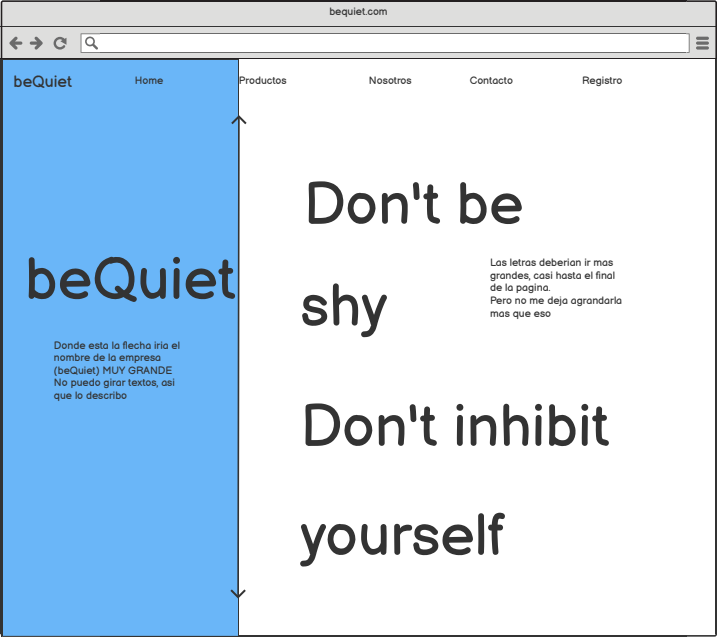 bequiet.com
beQuiet
Home
Productos
Nosotros
Contacto
Registro
Don't be
shy
Las letras deberian ir mas
grandes, casi hasta el final
de la pagina.
Pero no me deja agrandarla
mas que eso
beQuiet
Donde esta la flecha iria el
nombre de la empresa
(beQuiet) MUY GRANDE
No puedo girar textos, asi
que lo describo
Don't inhibit
yourself